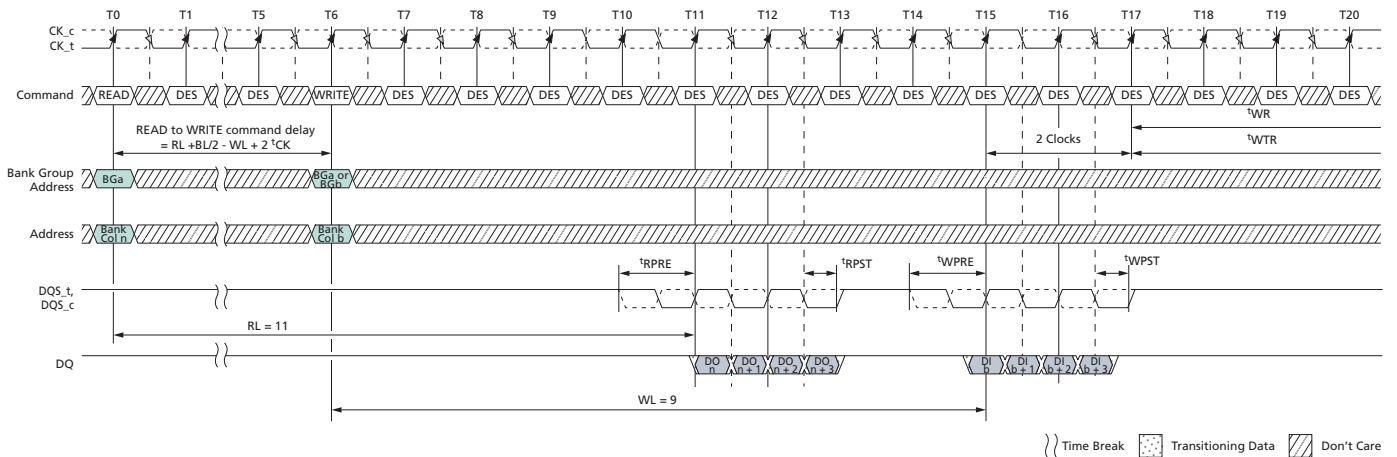 T0 T1 T5 T6 T7 T8 T9 T10 T11 T12 T13 T14 T15 T16 T17 T18 T19 T20
CK_c
CK_t
Command READ DES DES WRITE DES DES DES DES DES DES DES DES DES DES DES DES DES DES
READ to WRITE command delay
= RL +BL/2 - WL + 2 tCK
2 Clocks
tWR
tWTR
Bank Group
Address
BGa
BGa or
BGb
Address
Bank
Col n
Bank
Col b
tRPRE tRPST tWPRE tWPST
DQS_t,
DQS_c
RL = 11
DQ
DO
n
DO
n + 1
DO
n + 2
DO
n + 3
DI
b
DI
b + 1
DI
b + 2
DI
b + 3
WL = 9
Time Break Transitioning Data Don't Care